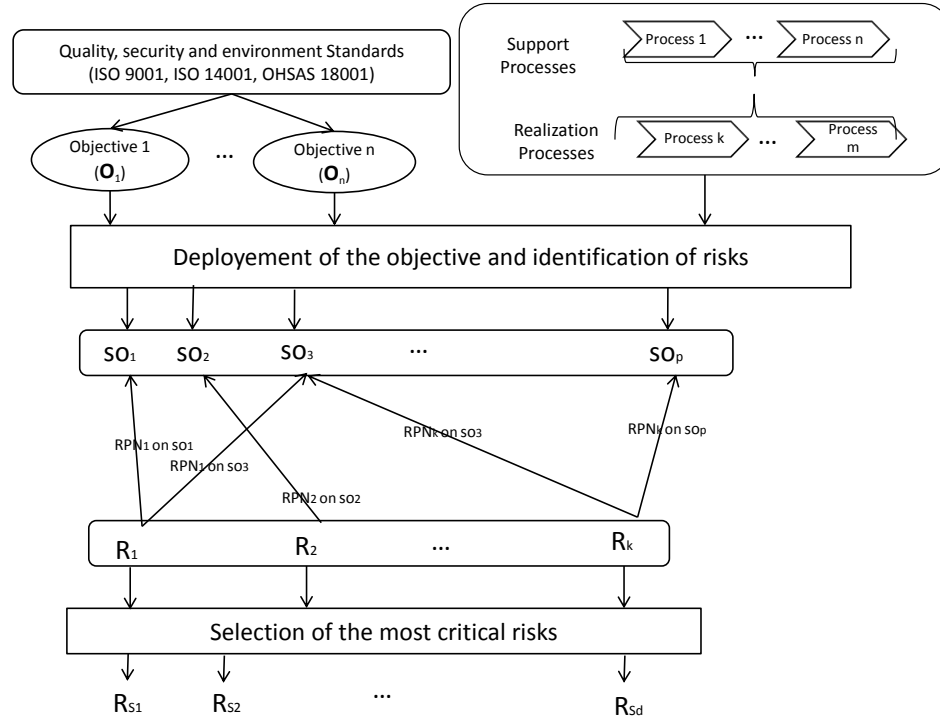 Quality, security and environment Standards
(ISO 9001, ISO 14001, OHSAS 18001)
Support
Processes
Process 1
...
Process n
Realization
Processes
Process k
...
Process
m
Objective 1
(O1)
...
Objective n
(On)
Deployement of the objective and identification of risks
SO1
SO2
SO3
...
SOp
RPN1 on so1
RPN1 on so3
RPN2 on so2
RPNk on so3
RPNk on sop
R1
R2
...
Rk
Selection of the most critical risks
RS1
RS2
...
RSd